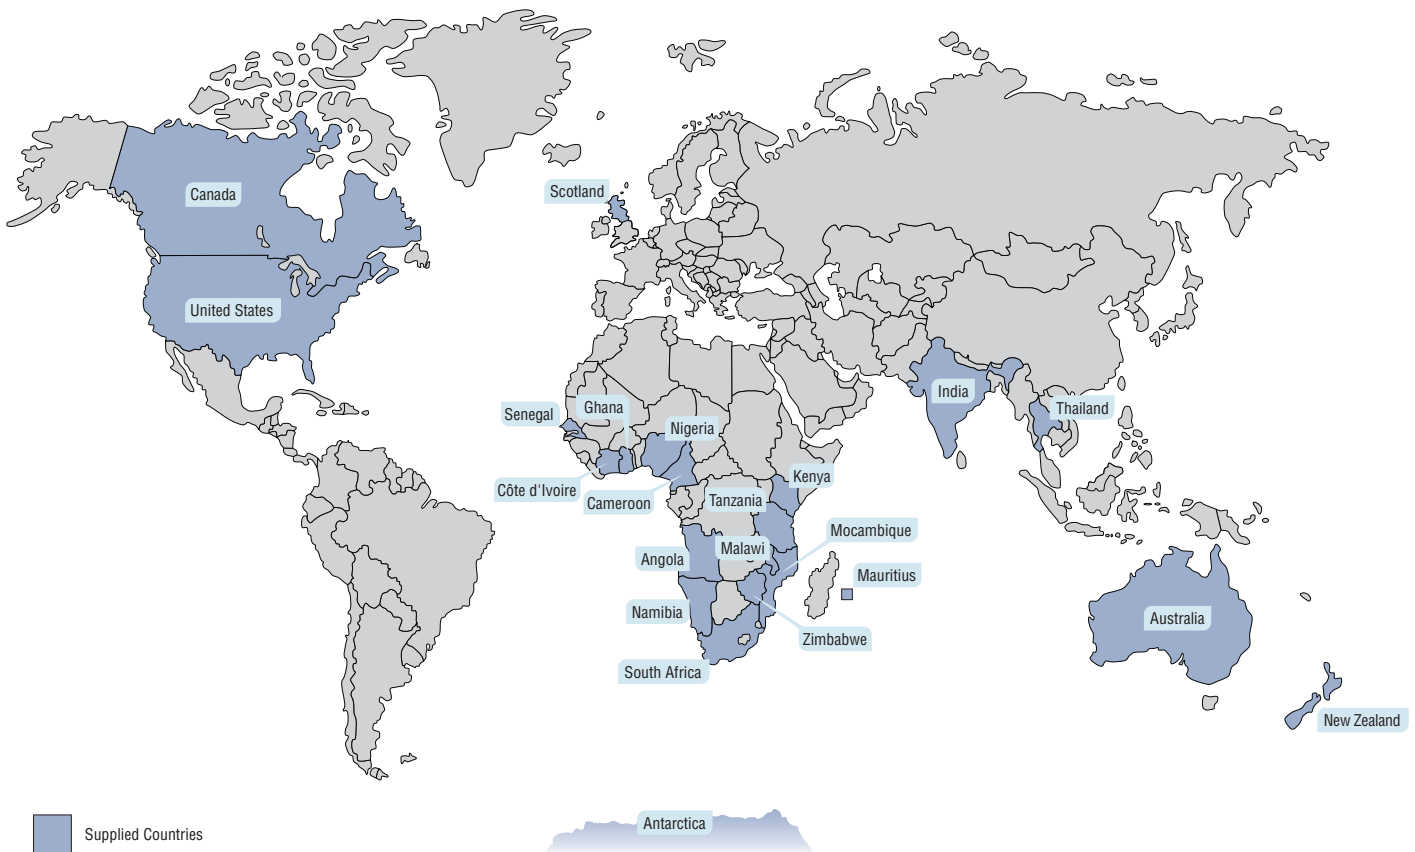 Canada
Scotland
United States
India
Thailand
Senegal
Ghana
Nigeria
Côte d'Ivoire
Cameroon
Kenya
Tanzania
Mocambique
Malawi
Angola
Mauritius
Namibia
Zimbabwe
South Africa
Australia
New Zealand
Antarctica
Supplied Countries